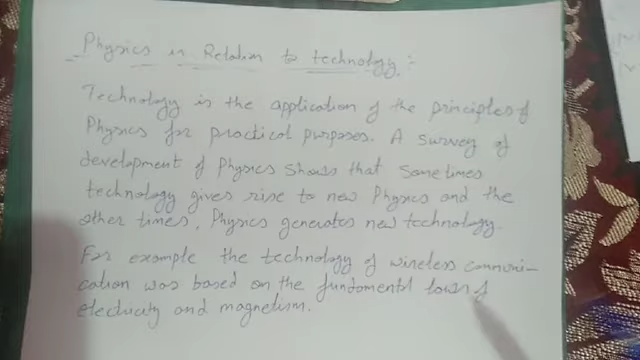 Physics in Relation to technology :-
Technology is the application of the principles of
Physics for practical purposes. A survey of
development of Physics shows that sometimes
technology gives rise to new Physics and the
other times, Physics generates new technology.
For example the technology of wireless communi-
cation was based on the fundamental laws of
electricity and magnetism.